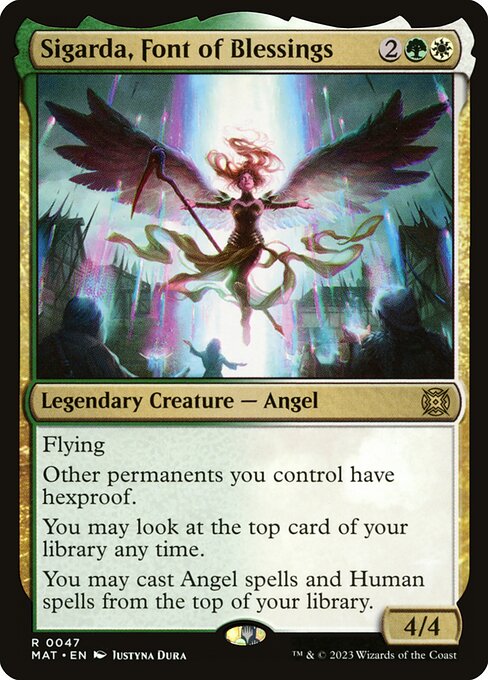 Sigarda, Font of Blessings 2
Legendary Creature — Angel
Flying
Other permanents you control have
hexproof.
You may look at the top card of your
library any time.
You may cast Angel spells and Human
spells from the top of your library.
4/4
R 0047
MAT • EN Justyna Dura
™ & © 2023 Wizards of the Coast